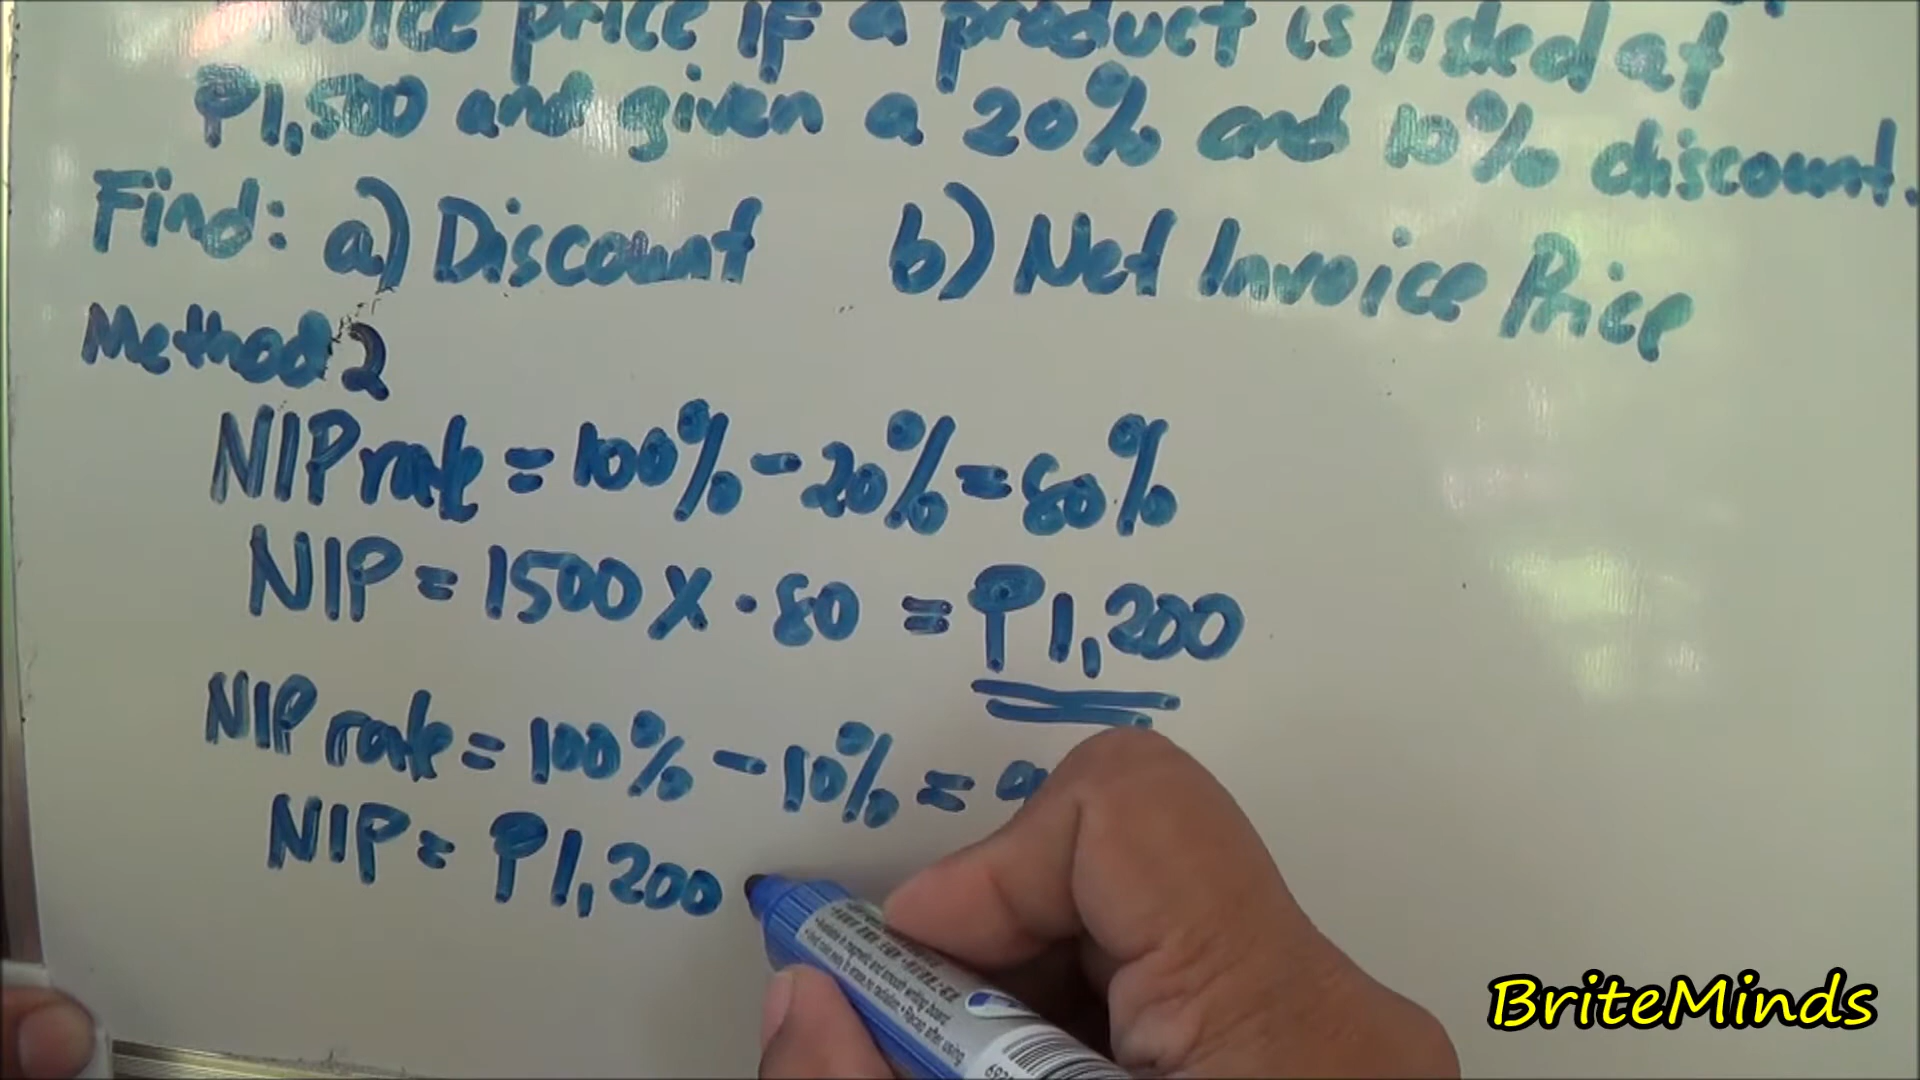 price if a product is listed at
₱1,500 and given a 20% and 10% discount.
Find: a) Discount b) Net Invoice Price
Method 2
NIP rate = 100% - 20% = 80%
NIP = 1500 x .80 = ₱1,200
NIP rate = 100% - 10% = 9
NIP = ₱1,200
BriteMinds